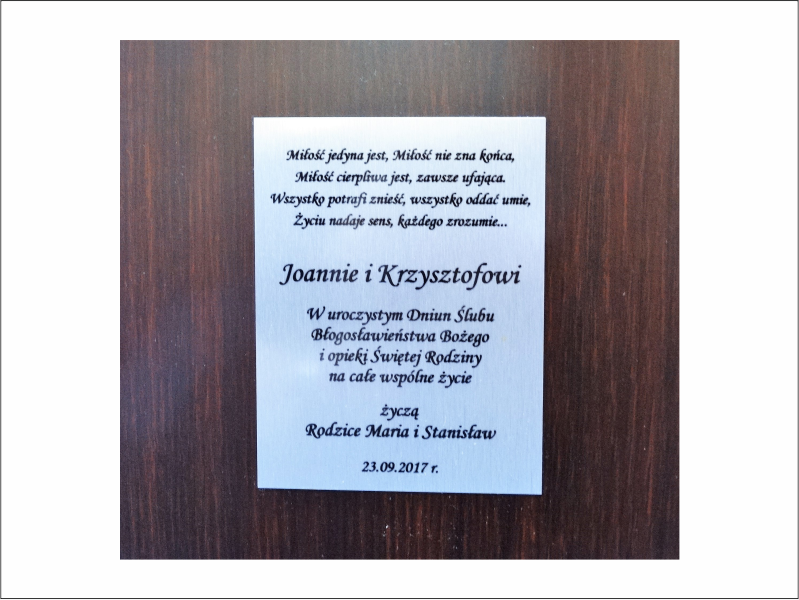 Miłość jedyna jest, Miłość nie zna końca,
Miłość cierpliwa jest, zawsze ufająca.
Wszystko potrafi znieść, wszystko oddać umie,
Życiu nadaje sens, każdego zrozumie...
Joannie i Krzysztofowi
W uroczystym Dniun Ślubu
Błogosławieństwa Bożego
i opieki Świętej Rodziny
na całe wspólne życie
życzą
Rodzice Maria i Stanisław
23.09.2017 r.